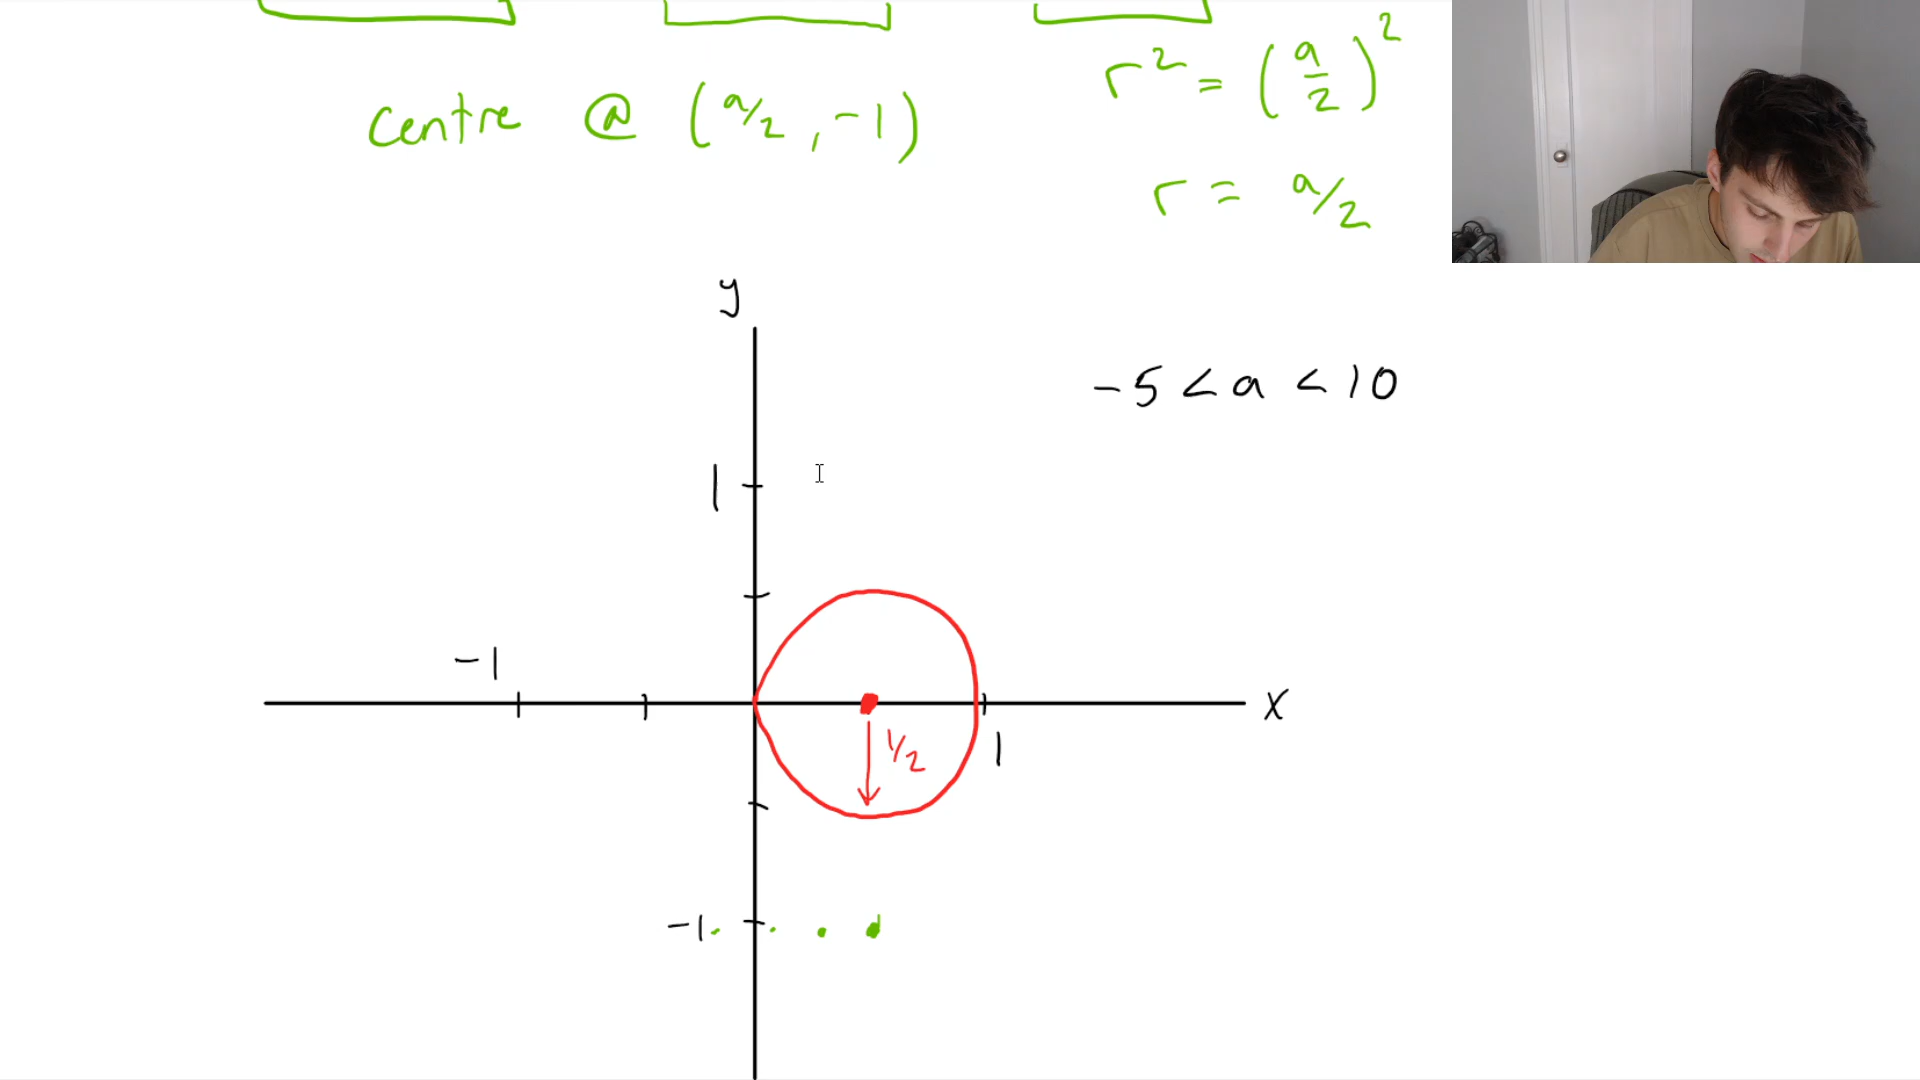 r² = (a/2)²
centre @ (a/2, -1)
r = a/2
y
-5 < a < 10
1
-1
x
1/2
1
-1